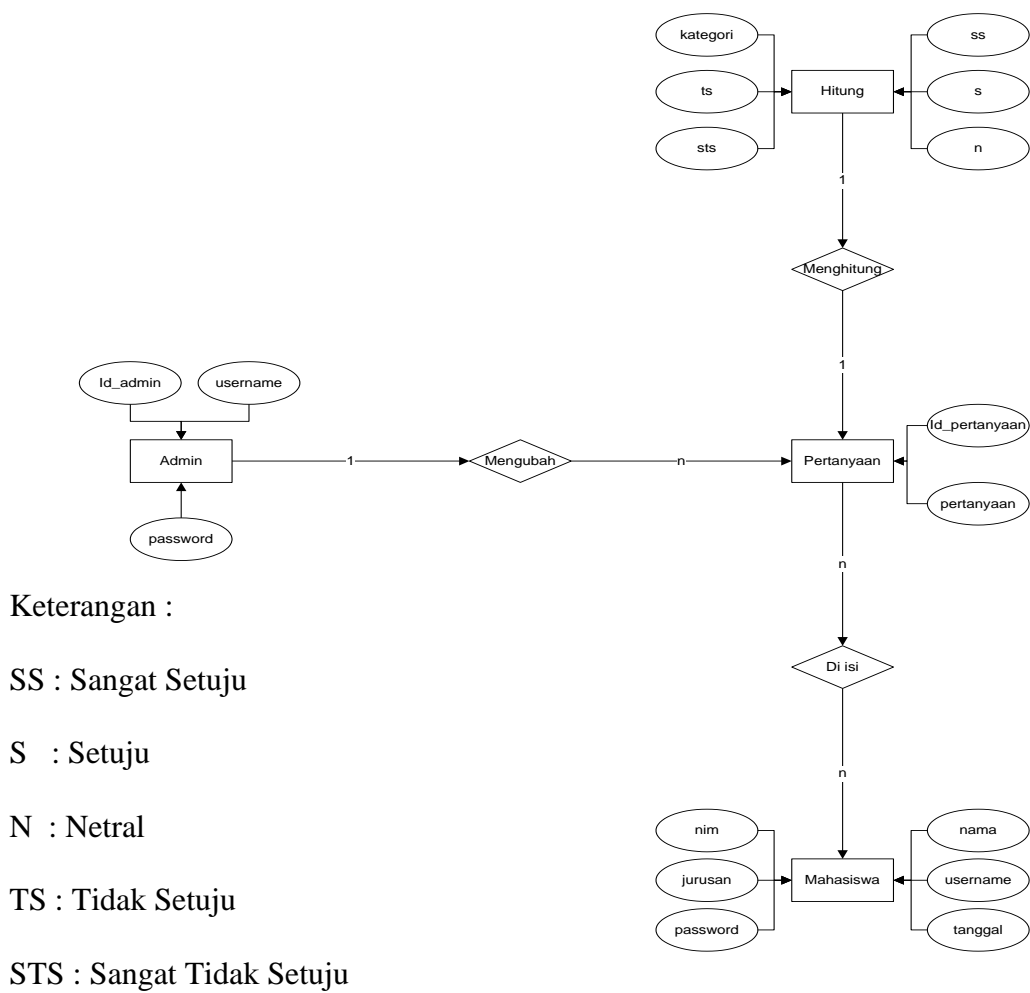 kategori
ss
ts
Hitung
s
sts
n
1
Menghitung
1
Id_admin
username
Id_pertanyaan
Admin
1
Mengubah
n
Pertanyaan
pertanyaan
password
n
Keterangan :
SS : Sangat Setuju
Di isi
S : Setuju
n
N : Netral
nim
nama
TS : Tidak Setuju
jurusan
Mahasiswa
username
password
tanggal
STS : Sangat Tidak Setuju